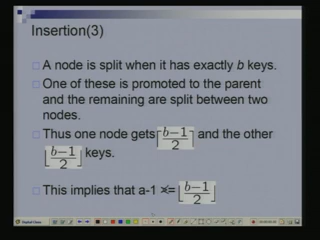 Insertion(3)
A node is split when it has exactly b keys.
One of these is promoted to the parent
and the remaining are split between two
nodes.
Thus one node gets ⌈(b−1)/2⌉ and the other
⌊(b−1)/2⌋ keys.
This implies that a-1 <= ⌊(b−1)/2⌋